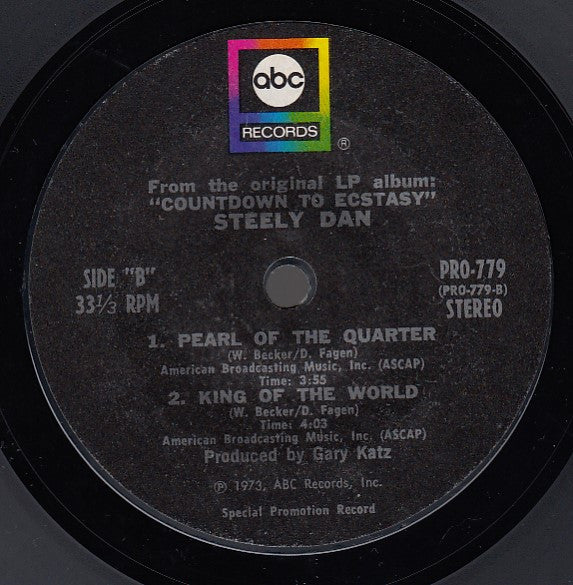 abc
RECORDS
®
From the original LP album:
"COUNTDOWN TO ECSTASY"
STEELY DAN
SIDE "B"
33⅓ RPM
PRO-779
(PRO-779-B)
STEREO
1. PEARL OF THE QUARTER
(W. Becker/D. Fagen)
American Broadcasting Music, Inc. (ASCAP)
Time: 3:55
2. KING OF THE WORLD
(W. Becker/D. Fagen)
Time: 4:03
American Broadcasting Music, Inc. (ASCAP)
Produced by Gary Katz
℗ 1973, ABC Records, Inc.
Special Promotion Record